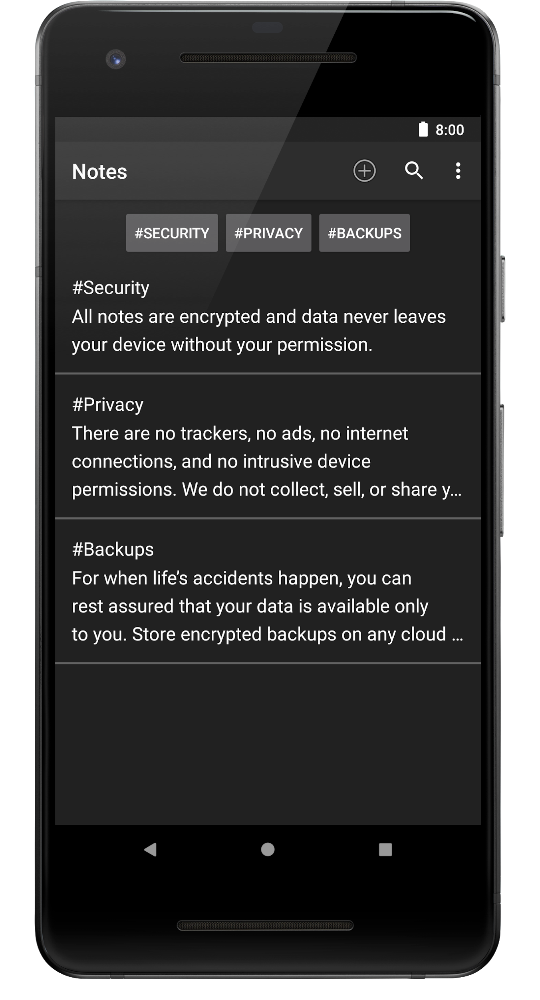 8:00
Notes
#SECURITY #PRIVACY #BACKUPS
#Security
All notes are encrypted and data never leaves
your device without your permission.
#Privacy
There are no trackers, no ads, no internet
connections, and no intrusive device
permissions. We do not collect, sell, or share y…
#Backups
For when life’s accidents happen, you can
rest assured that your data is available only
to you. Store encrypted backups on any cloud …